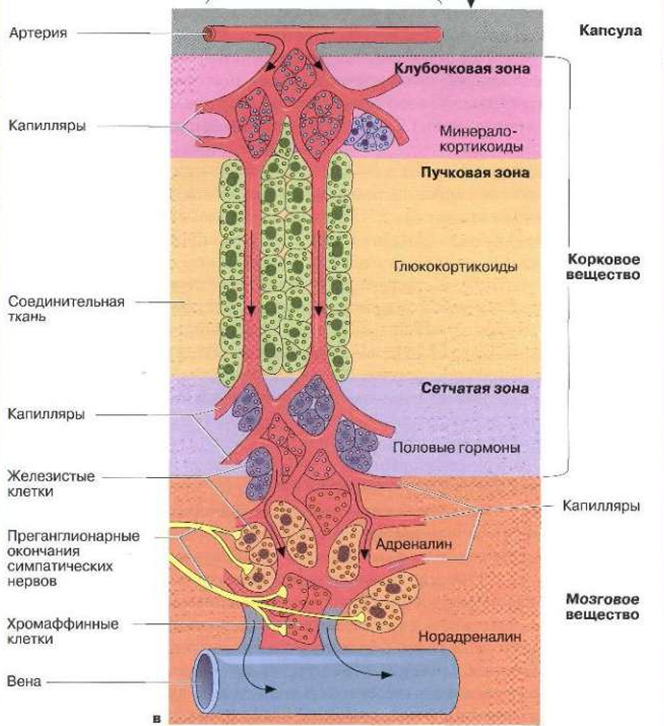 Артерия
Капсула
Клубочковая зона
Капилляры
Минерало-
кортикоиды
Пучковая зона
Глюкокортикоиды
Корковое
вещество
Соединительная
ткань
Сетчатая зона
Капилляры
Половые гормоны
Железистые
клетки
Капилляры
Преганглионарные
окончания
симпатических
нервов
Адреналин
Мозговое
вещество
Хромаффинные
клетки
Норадреналин
Вена
в